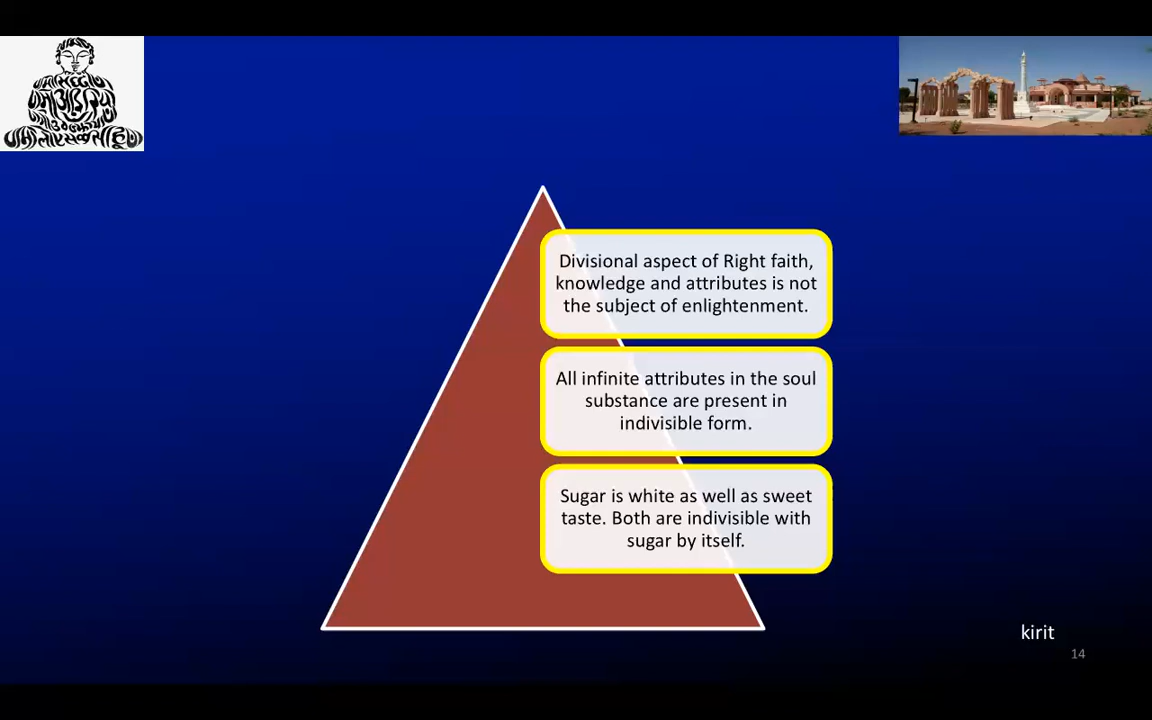 Divisional aspect of Right faith,
knowledge and attributes is not
the subject of enlightenment.
All infinite attributes in the soul
substance are present in
indivisible form.
Sugar is white as well as sweet
taste. Both are indivisible with
sugar by itself.
kirit
14